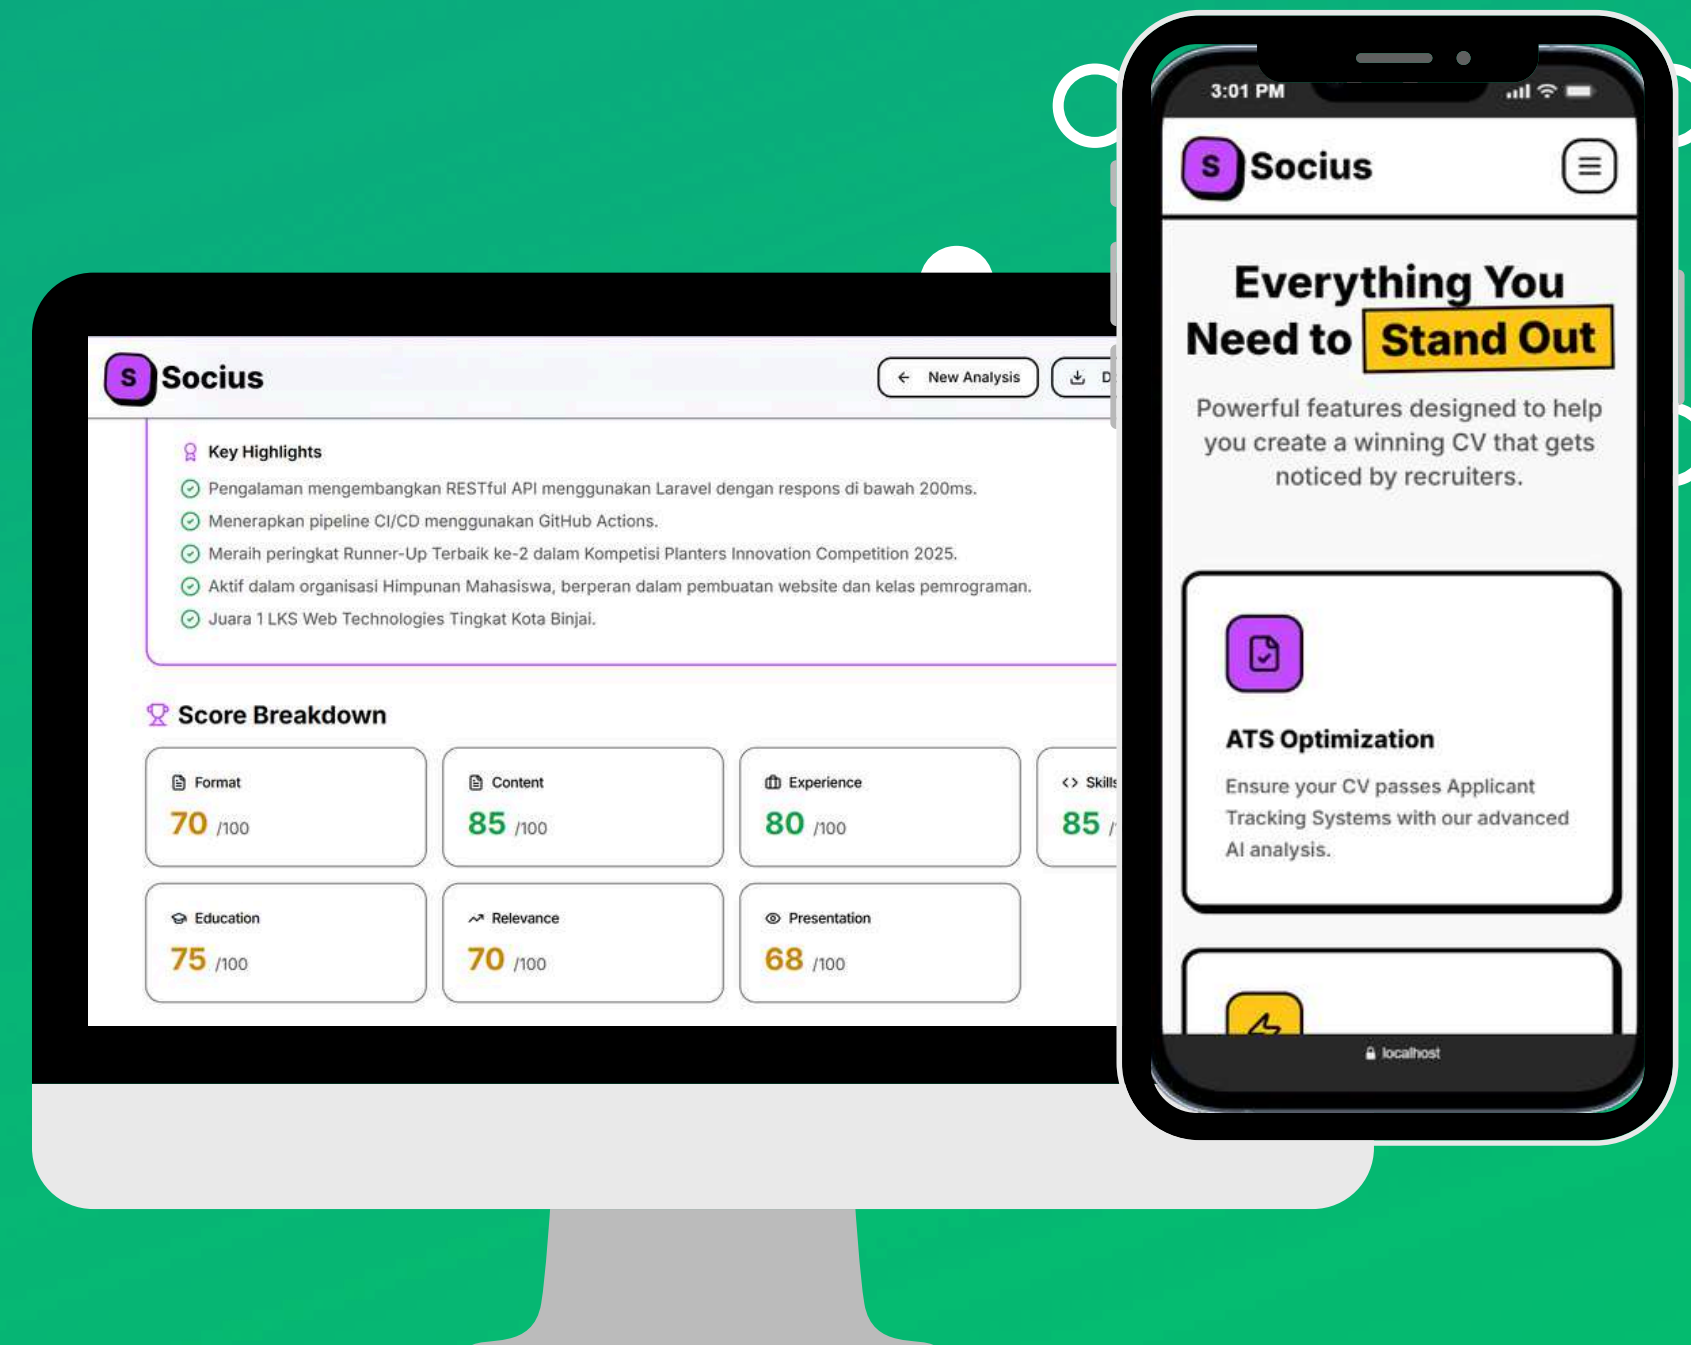 S Socius
New Analysis
Key Highlights
Pengalaman mengembangkan RESTful API menggunakan Laravel dengan respons di bawah 200ms.
Menerapkan pipeline CI/CD menggunakan GitHub Actions.
Meraih peringkat Runner-Up Terbaik ke-2 dalam Kompetisi Planters Innovation Competition 2025.
Aktif dalam organisasi Himpunan Mahasiswa, berperan dalam pembuatan website dan kelas pemrograman.
Juara 1 LKS Web Technologies Tingkat Kota Binjai.
Score Breakdown
Format
70 /100
Content
85 /100
Experience
80 /100
Skills
85
Education
75 /100
Relevance
70 /100
Presentation
68 /100
3:01 PM
S Socius
Everything You
Need to Stand Out
Powerful features designed to help
you create a winning CV that gets
noticed by recruiters.
ATS Optimization
Ensure your CV passes Applicant
Tracking Systems with our advanced
AI analysis.
localhost